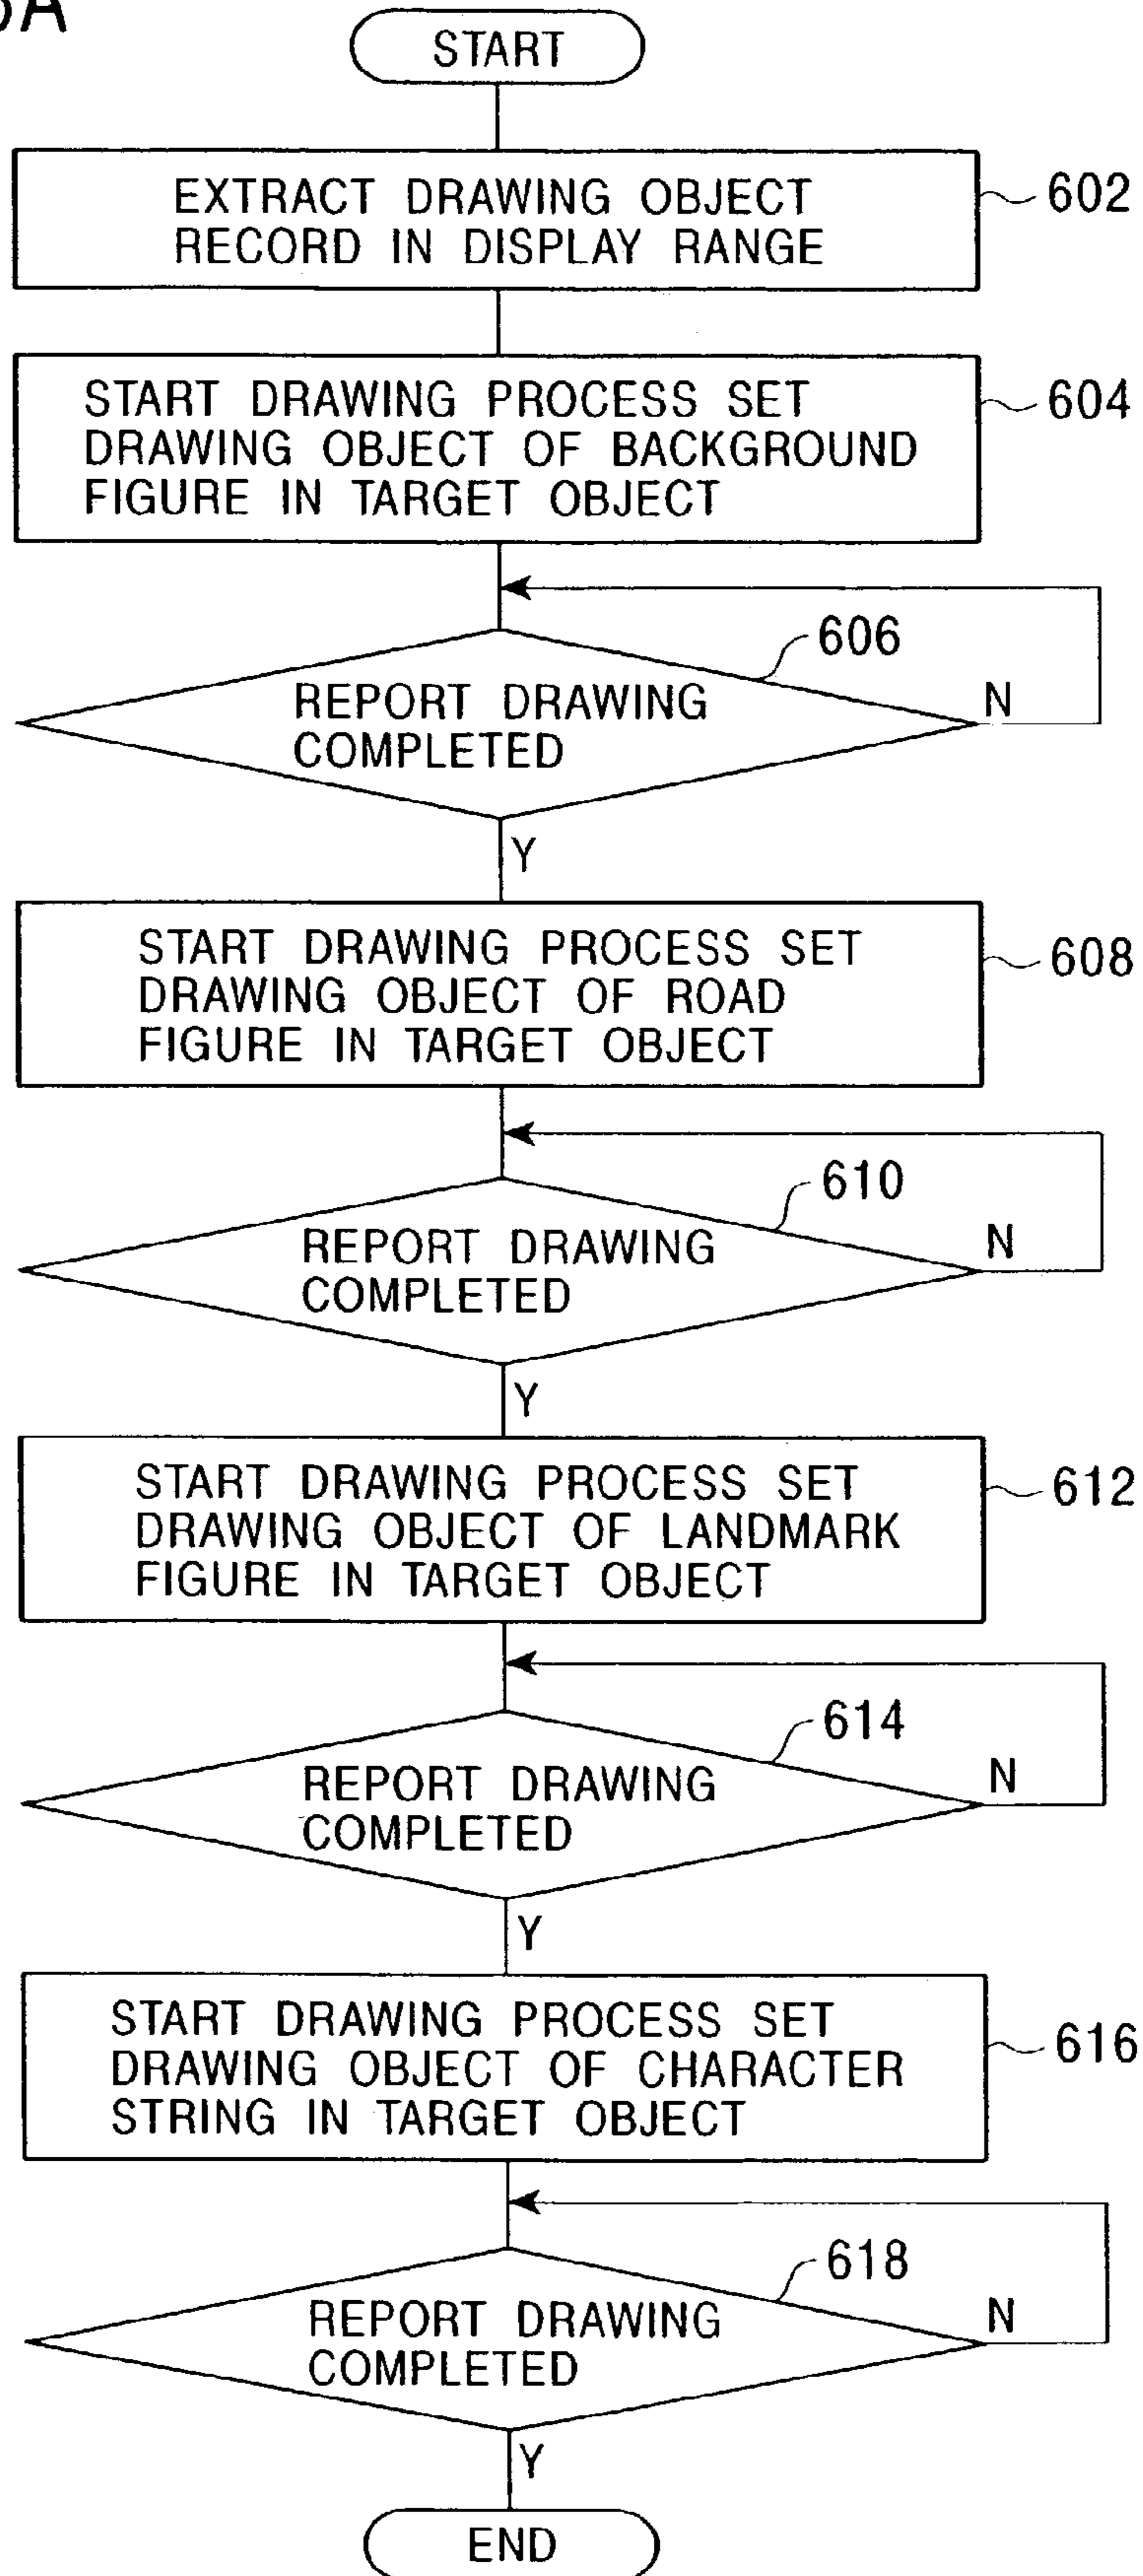 START
EXTRACT DRAWING OBJECT
RECORD IN DISPLAY RANGE
602
START DRAWING PROCESS SET
DRAWING OBJECT OF BACKGROUND
FIGURE IN TARGET OBJECT
604
606
REPORT DRAWING
COMPLETED
N
Y
START DRAWING PROCESS SET
DRAWING OBJECT OF ROAD
FIGURE IN TARGET OBJECT
608
610
REPORT DRAWING
COMPLETED
N
Y
START DRAWING PROCESS SET
DRAWING OBJECT OF LANDMARK
FIGURE IN TARGET OBJECT
612
614
REPORT DRAWING
COMPLETED
N
Y
START DRAWING PROCESS SET
DRAWING OBJECT OF CHARACTER
STRING IN TARGET OBJECT
616
618
REPORT DRAWING
COMPLETED
N
Y
END